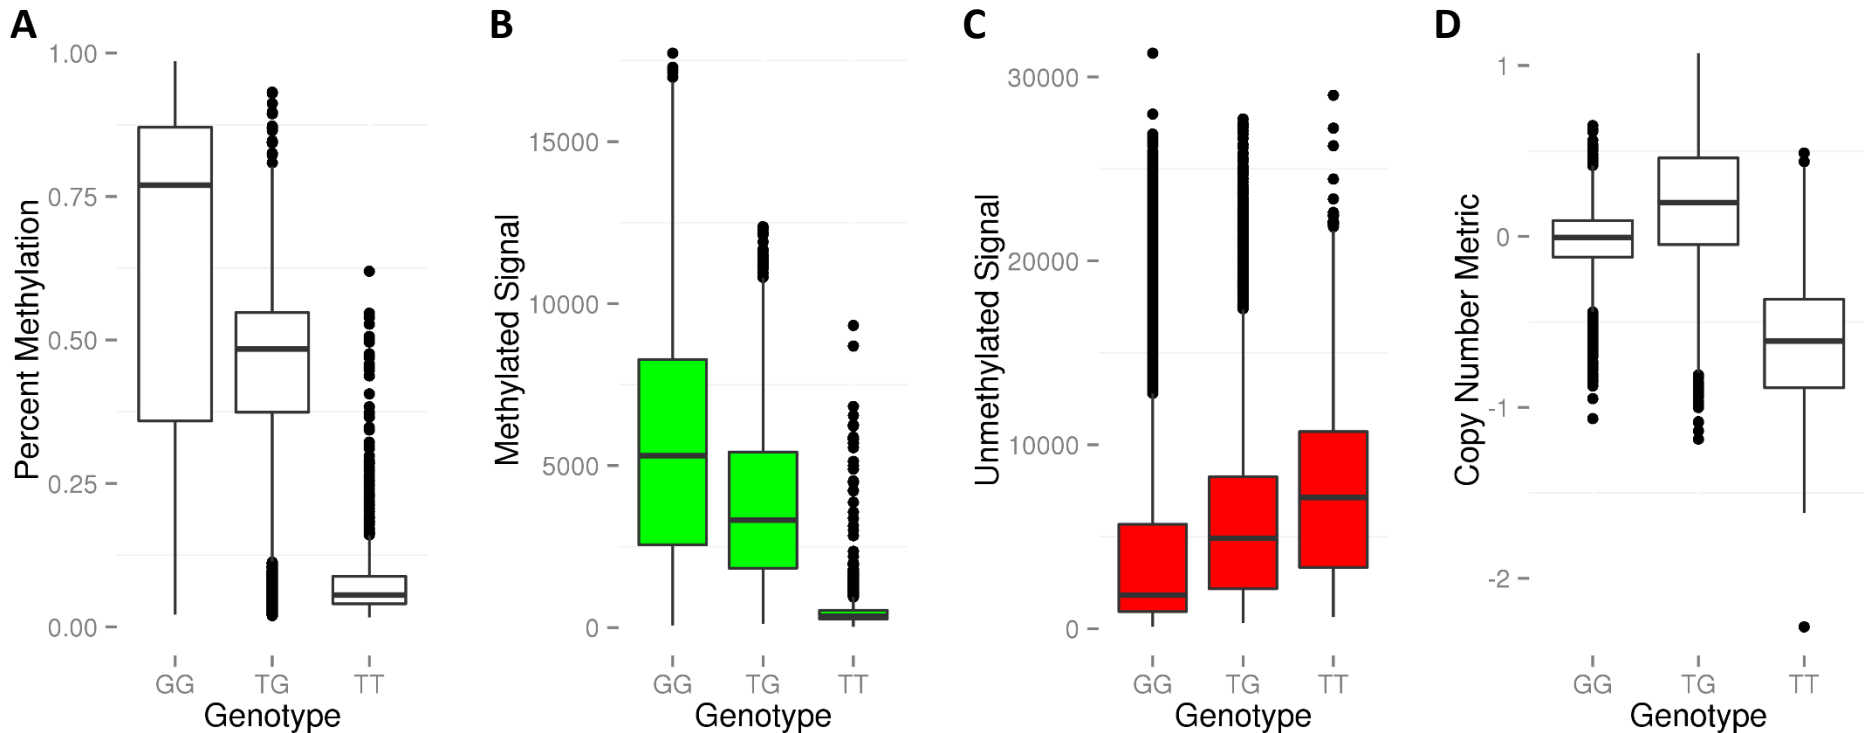 A
Percent Methylation
1.00
0.75
0.50
0.25
0.00
GG TG TT
Genotype
B
Methylated Signal
15000
10000
5000
0
GG TG TT
Genotype
C
Unmethylated Signal
30000
20000
10000
0
GG TG TT
Genotype
D
Copy Number Metric
1
0
-1
-2
GG TG TT
Genotype